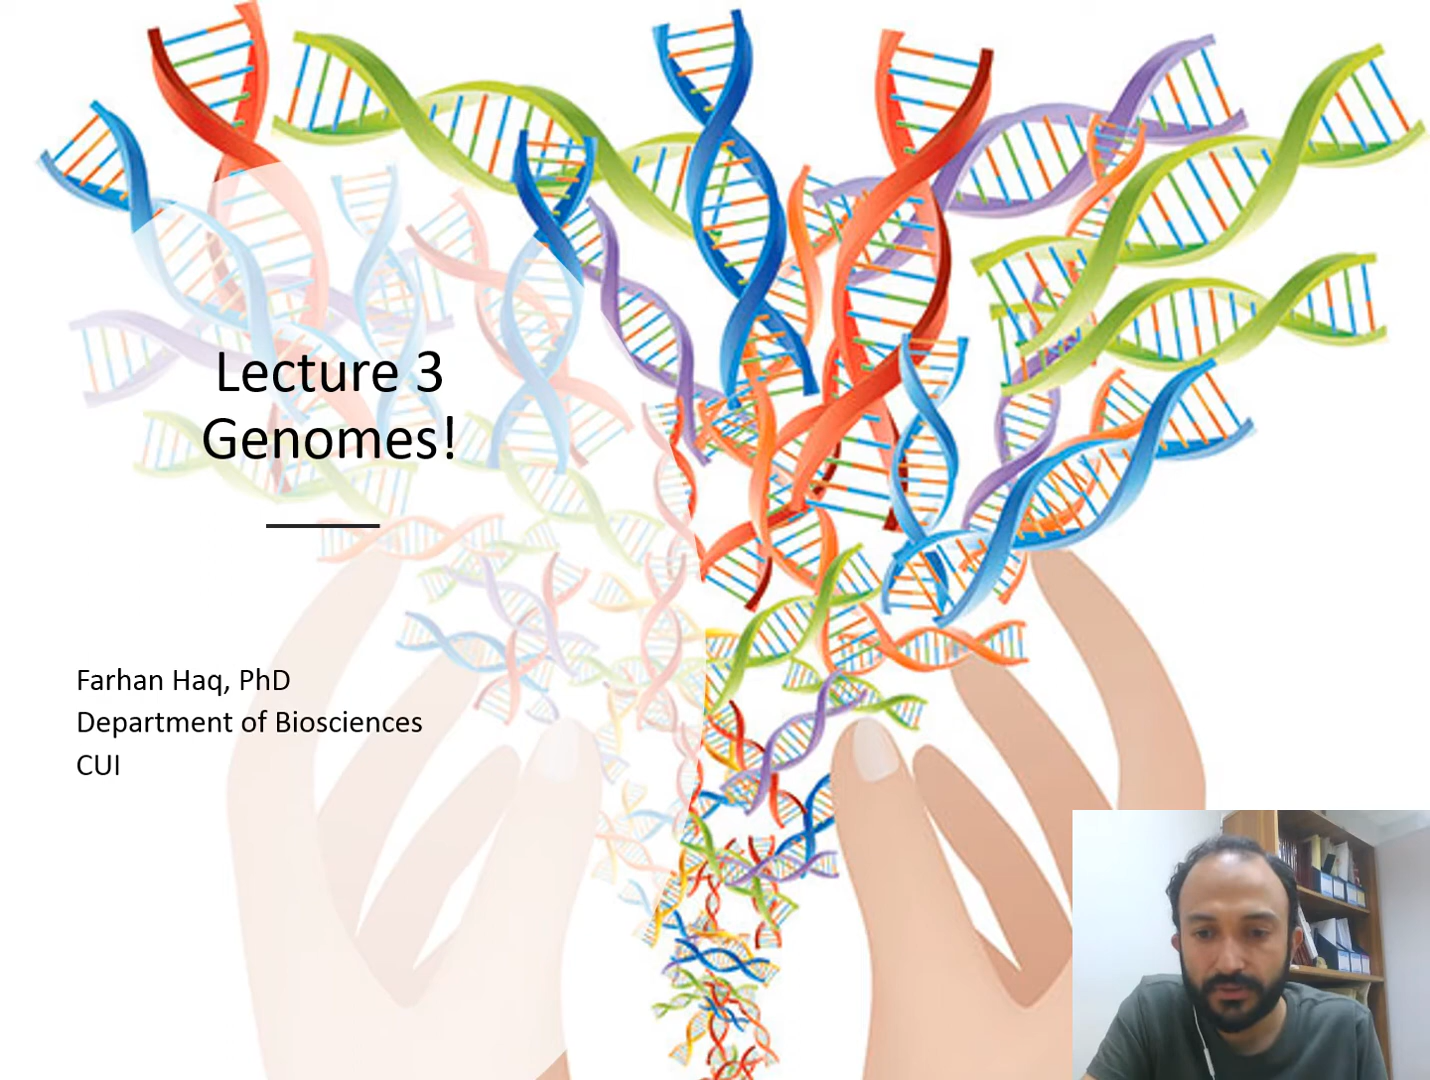 Lecture 3
Genomes!
Farhan Haq, PhD
Department of Biosciences
CUI